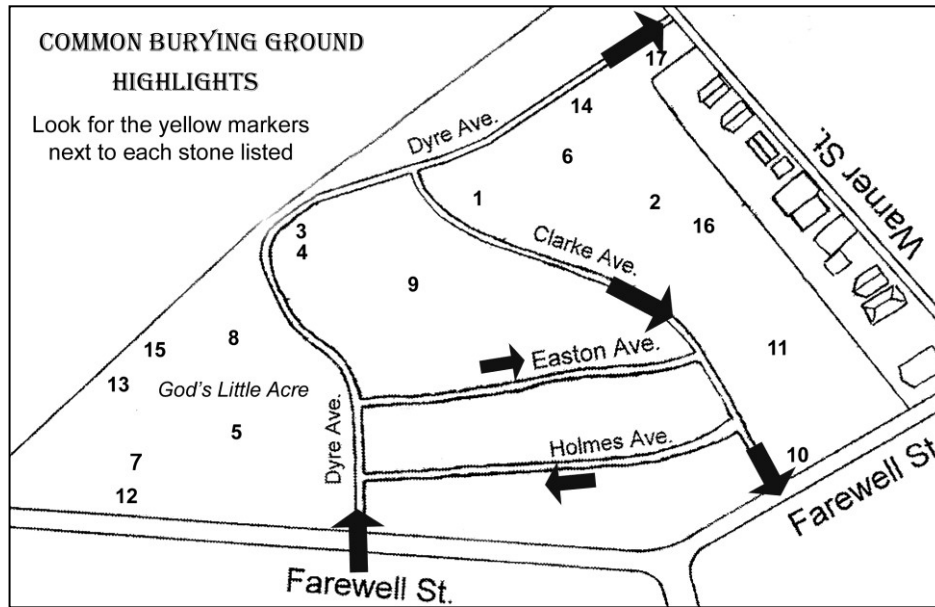 COMMON BURYING GROUND
HIGHLIGHTS
Look for the yellow markers
next to each stone listed
17
Dyre Ave.
14
6
Warner St.
1
2
16
3
4
Clarke Ave.
9
8
15
Easton Ave.
11
13
God's Little Acre
5
Dyre Ave.
Holmes Ave.
7
10
12
Farewell St.
Farewell St.